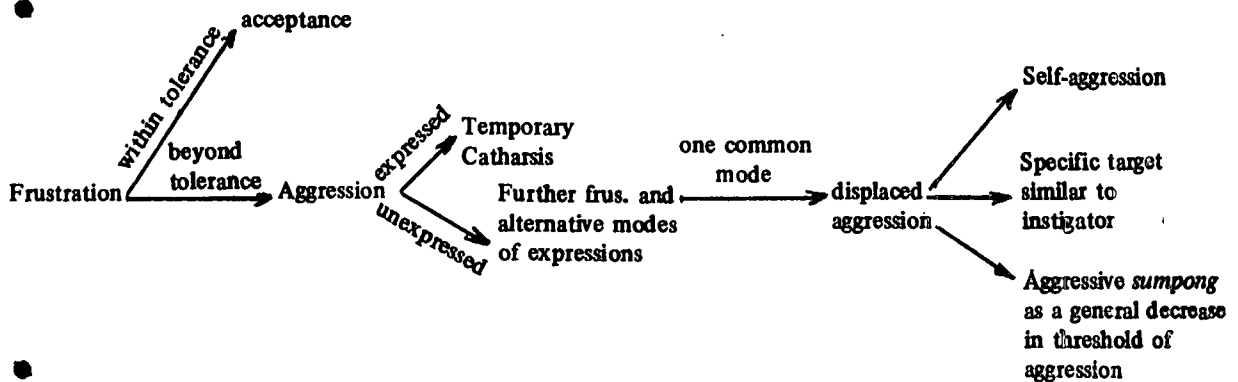 acceptance
within tolerance
beyond
tolerance
Frustration
Aggression
expressed
unexpressed
Temporary
Catharsis
Further frus. and
alternative modes
of expressions
one common
mode
displaced
aggression
Self-aggression
Specific target
similar to
instigator
Aggressive sumpong
as a general decrease
in threshold of
aggression